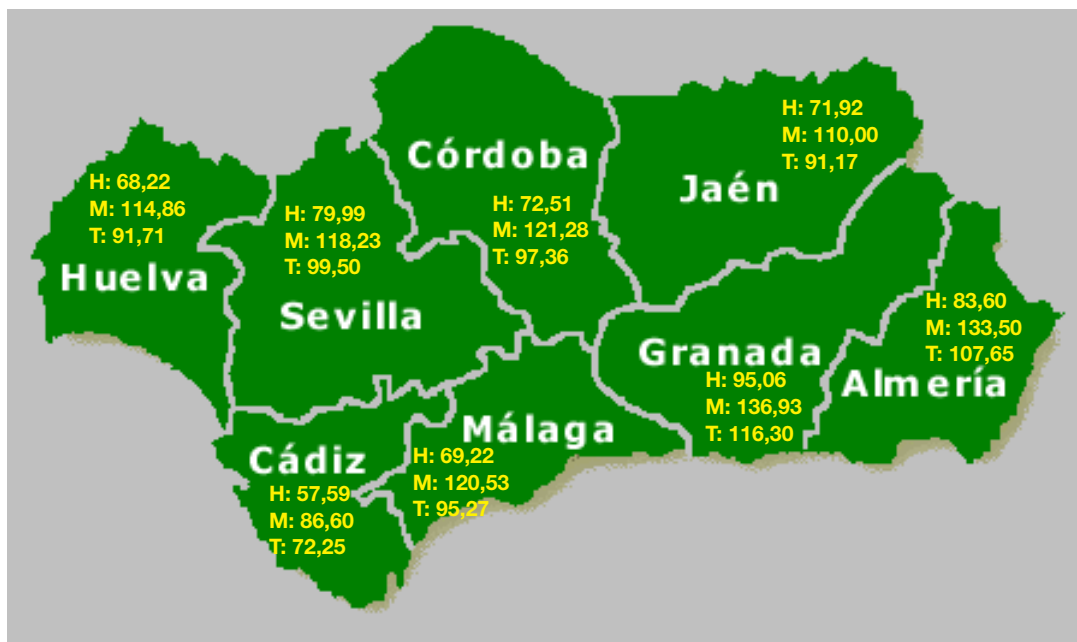 Córdoba
H: 72,51
M: 121,28
T: 97,36
H: 71,92
M: 110,00
T: 91,17
Jaén
H: 68,22
M: 114,86
T: 91,71
Huelva
H: 79,99
M: 118,23
T: 99,50
Sevilla
Granada
H: 95,06
M: 136,93
T: 116,30
H: 83,60
M: 133,50
T: 107,65
Almería
Málaga
H: 69,22
M: 120,53
T: 95,27
Cádiz
H: 57,59
M: 86,60
T: 72,25